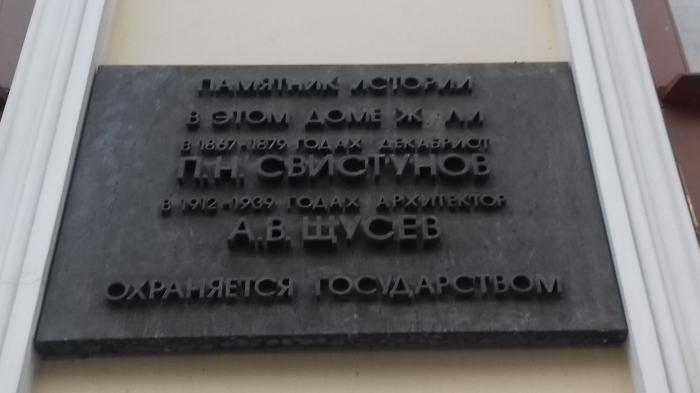 ПАМЯТНИК ИСТОРИИ
В ЭТОМ ДОМЕ ЖИЛИ
В 1867-1879 ГОДАХ ДЕКАБРИСТ
П.Н. СВИСТУНОВ
В 1912-1939 ГОДАХ АРХИТЕКТОР
А.В. ЩУСЕВ
ОХРАНЯЕТСЯ ГОСУДАРСТВОМ